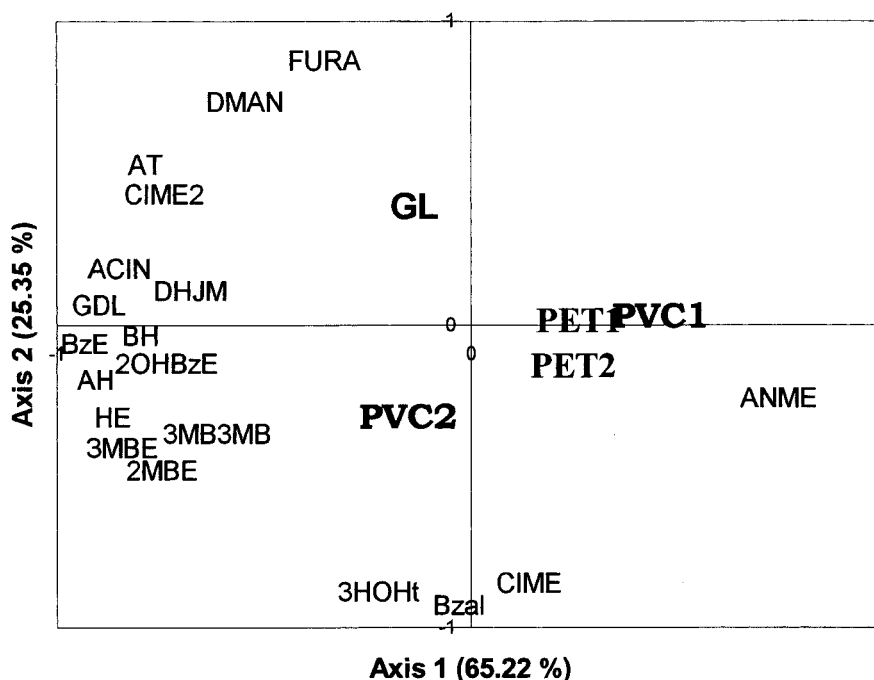 1
FURA
DMAN
AT
CIME2
GL
ACIN
DHJM
GDL
PET1 PVC1
0
BzE BH
-1 0
2OHBzE
PET2
AH
ANME
HE
PVC2
3MBE 3MB3MB
2MBE
3HOHt Bzal CIME
-1
Axis 1 (65.22 %)
Axis 2 (25.35 %)